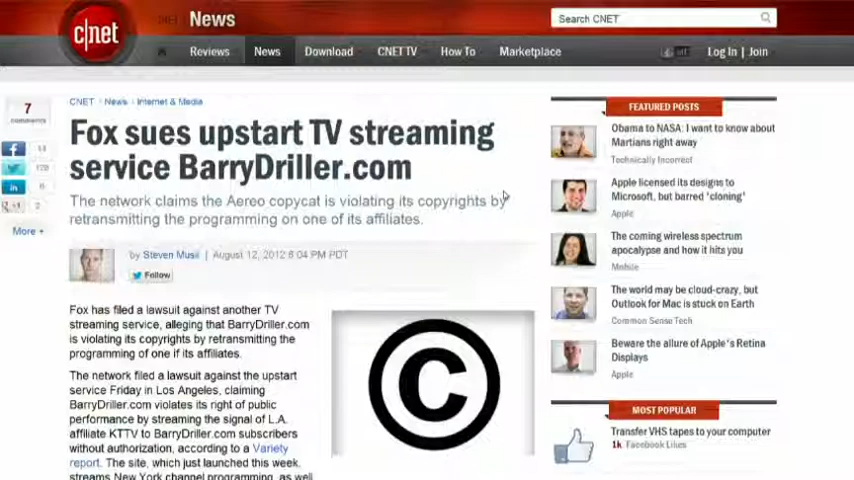 c|net
News
Search CNET
Reviews
News
Download
CNET TV
How To
Marketplace
Log In | Join
7
comments
CNET
News
Internet & Media
Fox sues upstart TV streaming
service BarryDriller.com
The network claims the Aereo copycat is violating its copyrights by
retransmitting the programming on one of its affiliates.
More +
by Steven Musil | August 12, 2012 6:04 PM PDT
Follow
Fox has filed a lawsuit against another TV
streaming service, alleging that BarryDriller.com
is violating its copyrights by retransmitting the
programming of one if its affiliates.
The network filed a lawsuit against the upstart
service Friday in Los Angeles, claiming
BarryDriller.com violates its right of public
performance by streaming the signal of L.A.
affiliate KTTV to BarryDriller.com subscribers
without authorization, according to a Variety
report. The site, which just launched this week,
streams New York channel programming, as well
©
FEATURED POSTS
Obama to NASA: I want to know about
Martians right away
Technically Incorrect
Apple licensed its designs to
Microsoft, but barred 'cloning'
Apple
The coming wireless spectrum
apocalypse and how it hits you
Mobile
The world may be cloud-crazy, but
Outlook for Mac is stuck on Earth
Common Sense Tech
Beware the allure of Apple's Retina
Displays
Apple
MOST POPULAR
Transfer VHS tapes to your computer
1k Facebook Likes